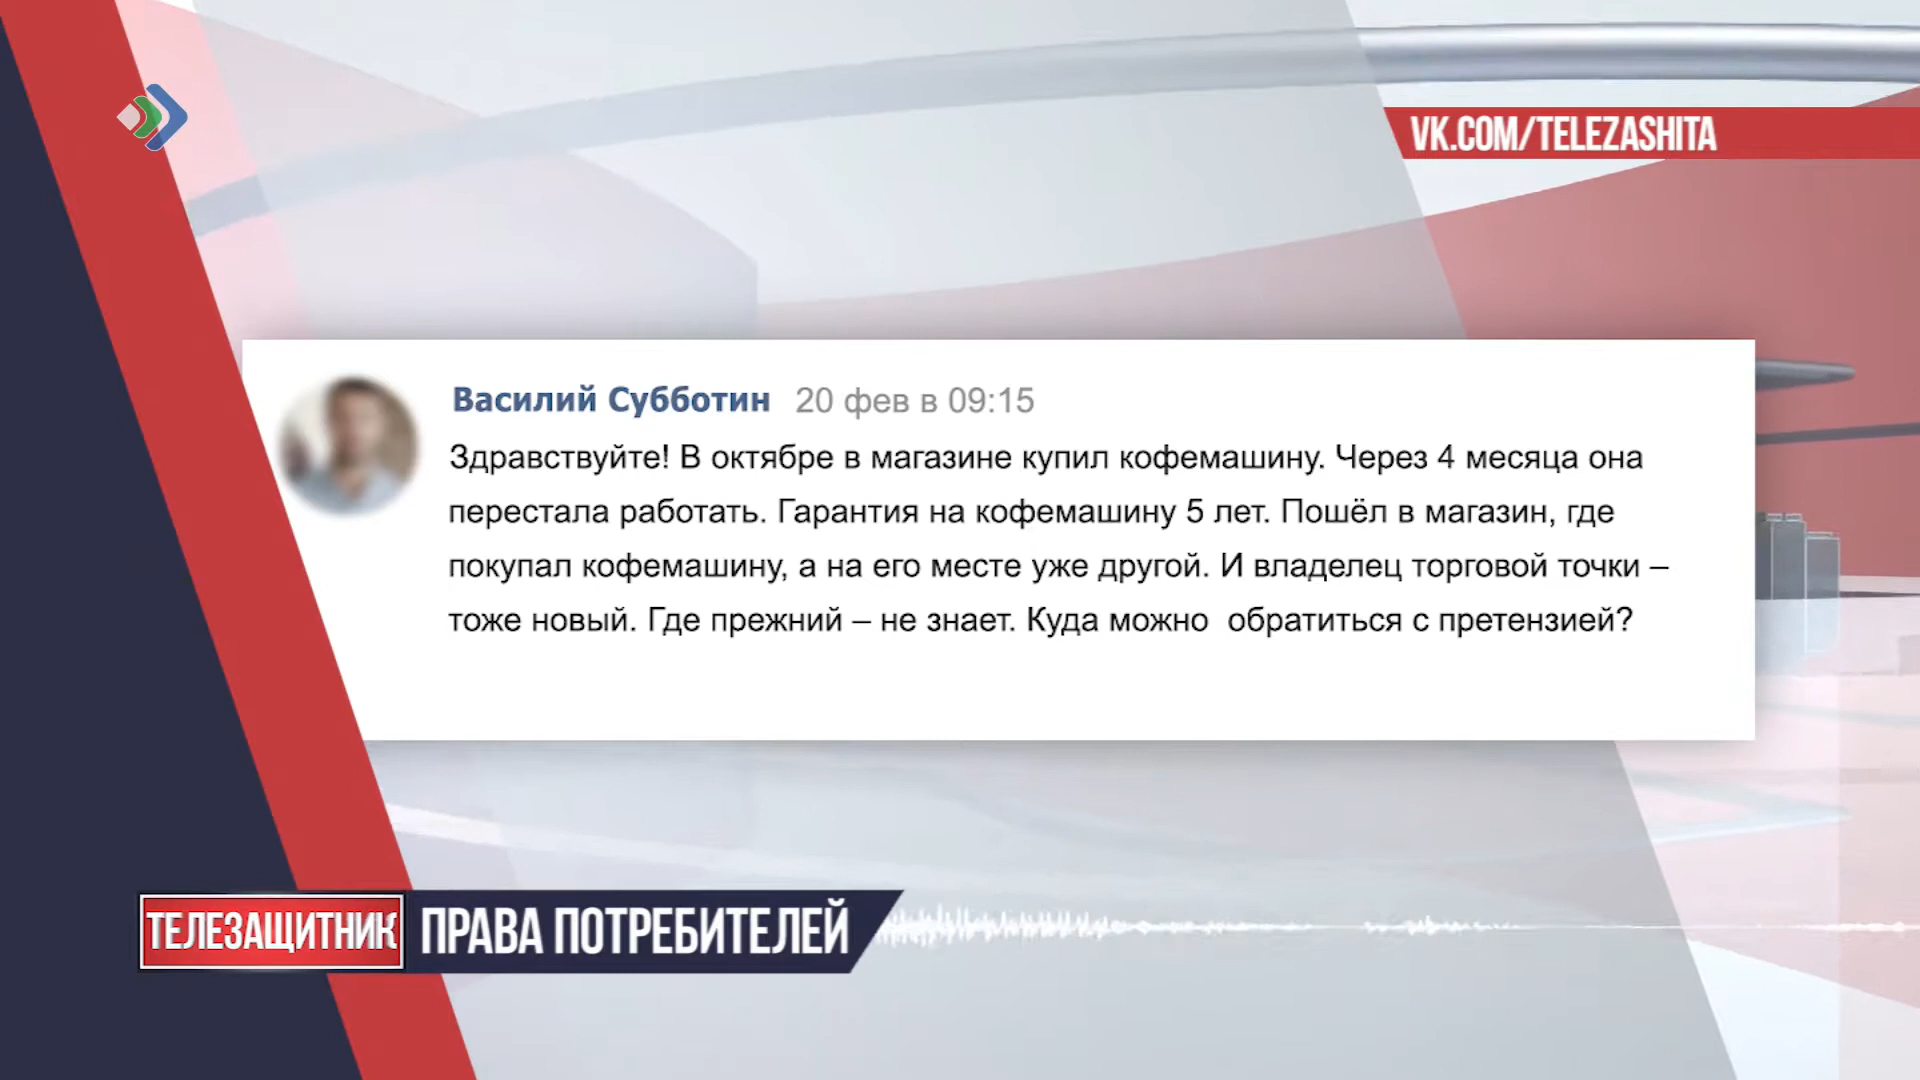 VK.COM/TELEZASHITA
Василий Субботин 20 фев в 09:15
Здравствуйте! В октябре в магазине купил кофемашину. Через 4 месяца она
перестала работать. Гарантия на кофемашину 5 лет. Пошёл в магазин, где
покупал кофемашину, а на его месте уже другой. И владелец торговой точки –
тоже новый. Где прежний – не знает. Куда можно  обратиться с претензией?
ТЕЛЕЗАЩИТНИК ПРАВА ПОТРЕБИТЕЛЕЙ